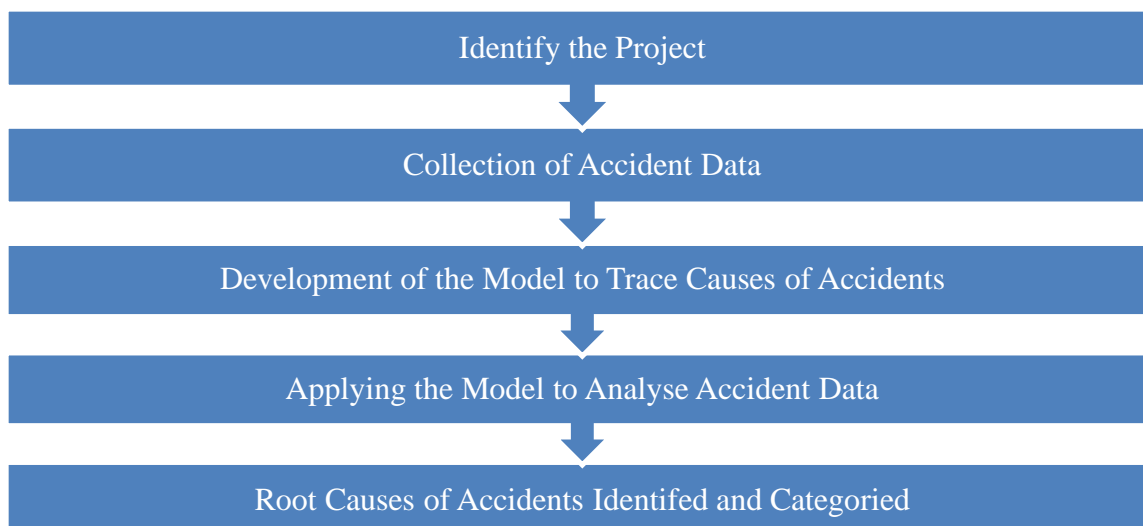 Identify the Project
Collection of Accident Data
Development of the Model to Trace Causes of Accidents
Applying the Model to Analyse Accident Data
Root Causes of Accidents Identifed and Categoried